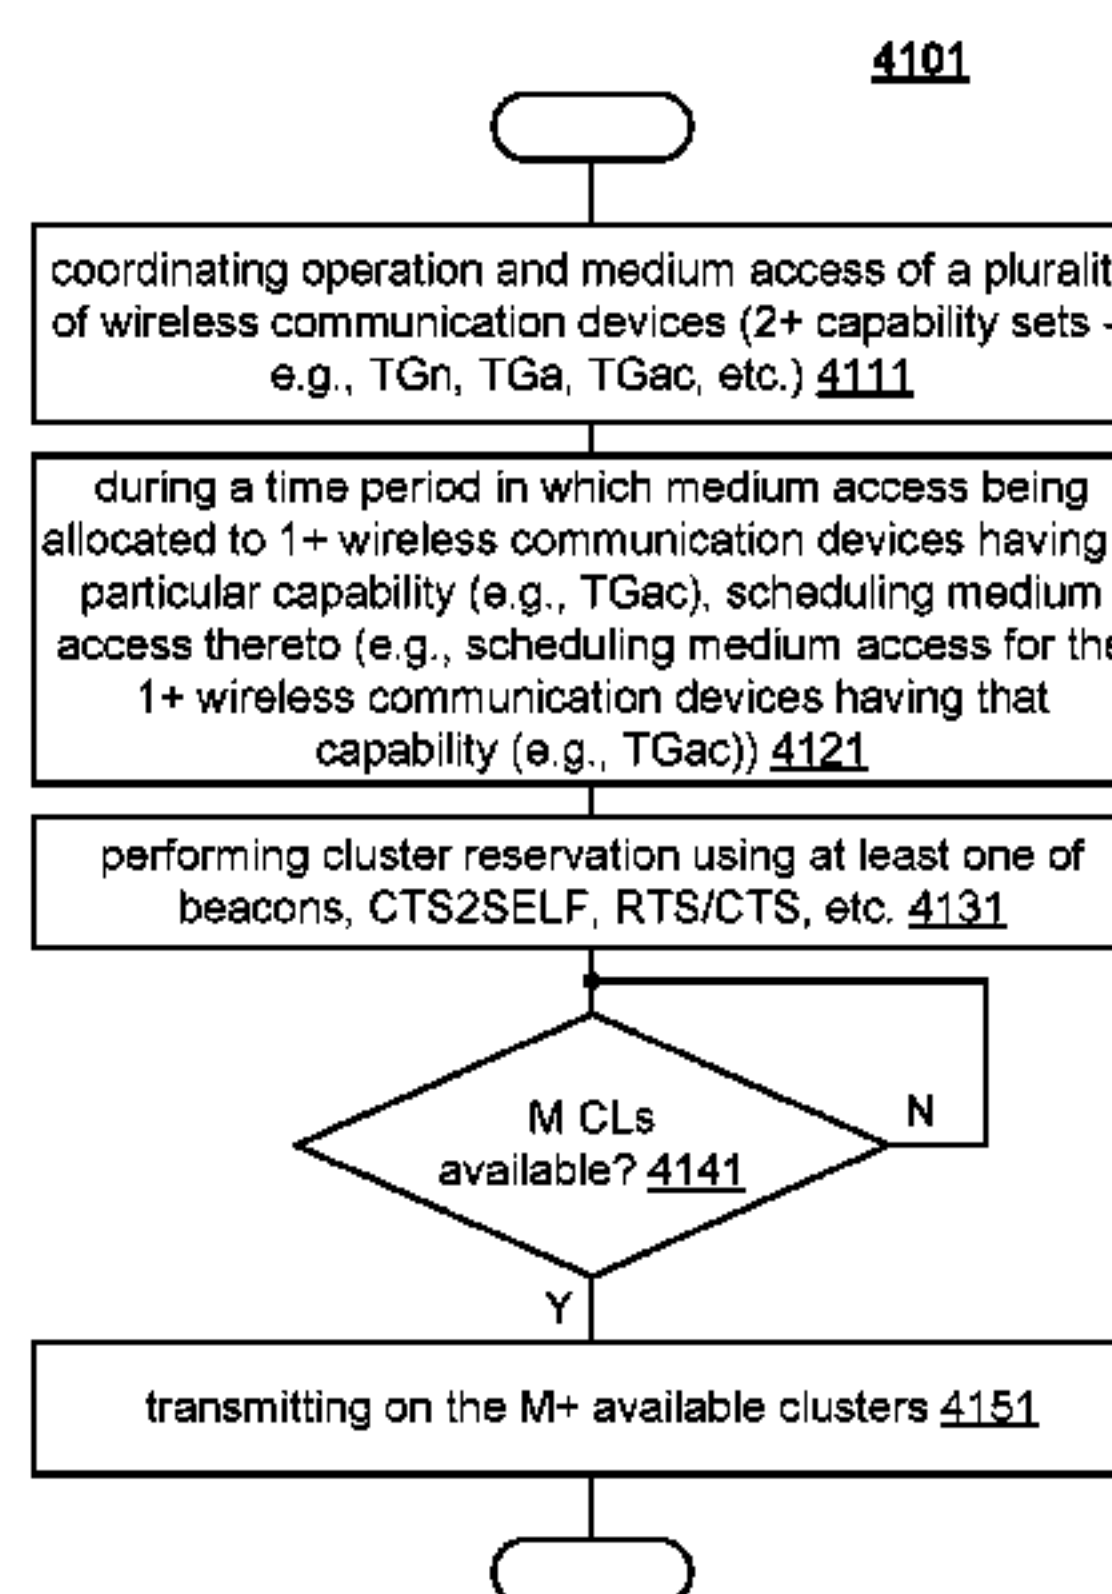 4101
coordinating operation and medium access of a pluralit
of wireless communication devices (2+ capability sets -
e.g., TGn, TGa, TGac, etc.) 4111
during a time period in which medium access being
allocated to 1+ wireless communication devices having
particular capability (e.g., TGac), scheduling medium
access thereto (e.g., scheduling medium access for the
1+ wireless communication devices having that
capability (e.g., TGac)) 4121
performing cluster reservation using at least one of
beacons, CTS2SELF, RTS/CTS, etc. 4131
M CLs
available? 4141
N
Y
transmitting on the M+ available clusters 4151